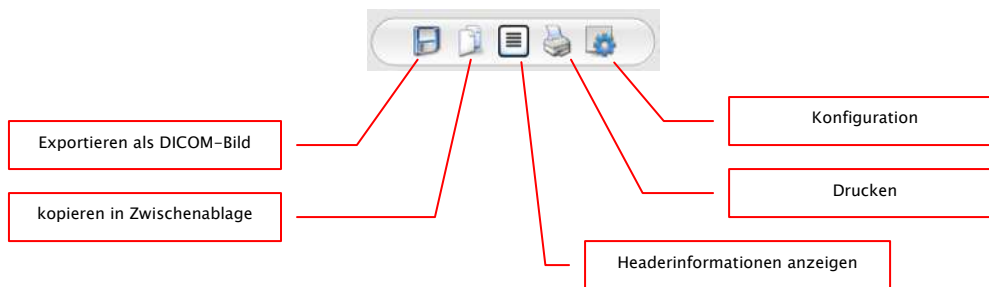 Konfiguration
Exportieren als DICOM-Bild
Drucken
kopieren in Zwischenablage
Headerinformationen anzeigen